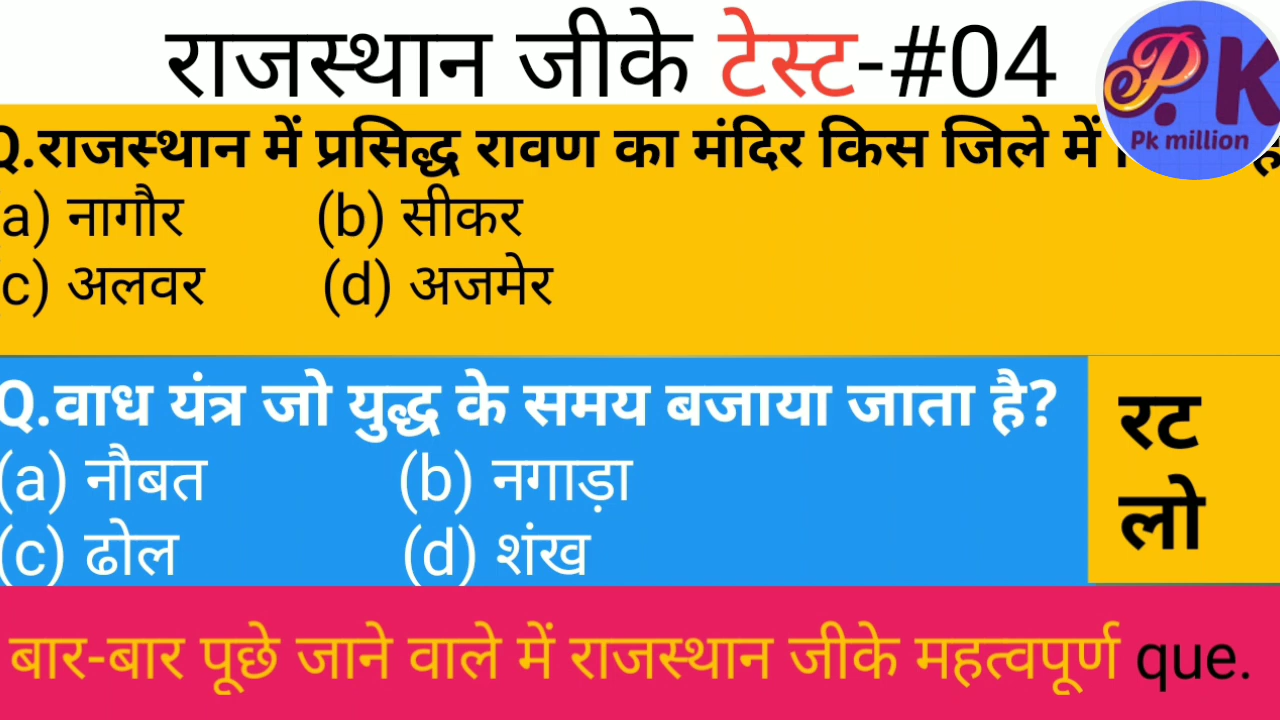 राजस्थान जीके टेस्ट-#04
P.K
Pk million
Q.राजस्थान में प्रसिद्ध रावण का मंदिर किस जिले में
(a) नागौर (b) सीकर
(c) अलवर (d) अजमेर
Q.वाध यंत्र जो युद्ध के समय बजाया जाता है?
(a) नौबत (b) नगाड़ा
(c) ढोल (d) शंख
रट
लो
बार-बार पूछे जाने वाले में राजस्थान जीके महत्वपूर्ण que.